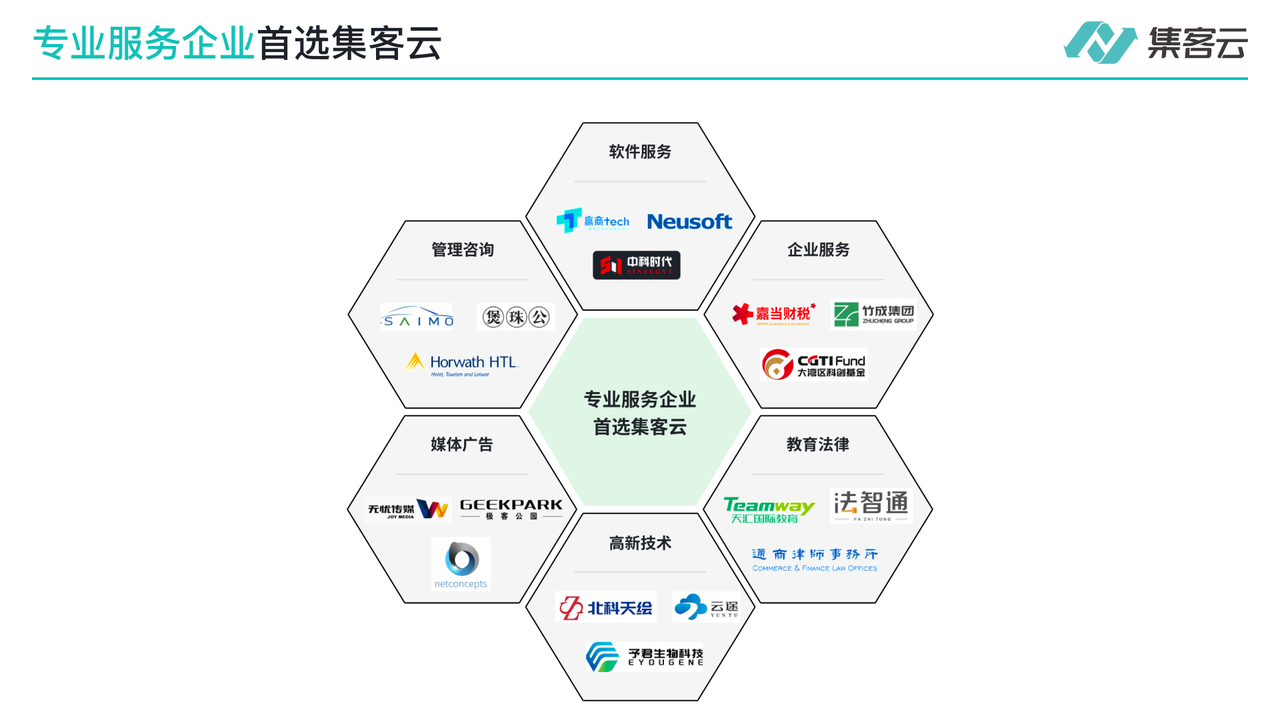 专业服务企业首选集客云
集客云
软件服务
赢商tech
Neusoft
中科时代
SINSEGYE
管理咨询
SAIMO
煲珠公
Horwath HTL
Hotel, Tourism and Leisure
企业服务
嘉当财税
竹成集团
ZHUCHENG GROUP
CGTI Fund
大湾区科创基金
专业服务企业
首选集客云
媒体广告
无忧传媒
JOY MEDIA
GEEKPARK
极客公园
netconcepts
教育法律
Teamway
天汇国际教育
法智通
FA ZHI TONG
通商律师事务所
COMMERCE & FINANCE LAW OFFICES
高新技术
北科天绘
云途
YUNTU
予君生物科技
EYOUGENE